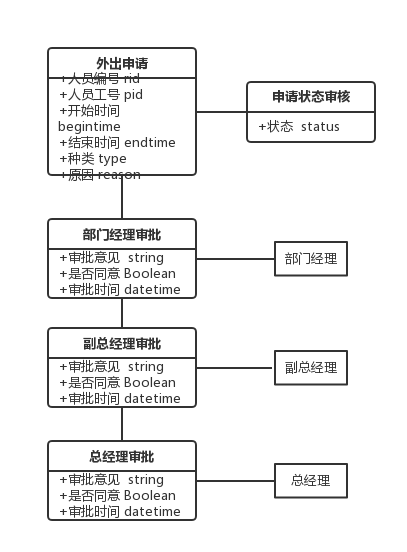 外出申请
+人员编号 rid
+人员工号 pid
+开始时间
begintime
+结束时间 endtime
+种类 type
+原因 reason
申请状态审核
+状态  status
部门经理审批
+审批意见  string
+是否同意 Boolean
+审批时间 datetime
部门经理
副总经理审批
+审批意见  string
+是否同意 Boolean
+审批时间 datetime
副总经理
总经理审批
+审批意见  string
+是否同意 Boolean
+审批时间 datetime
总经理